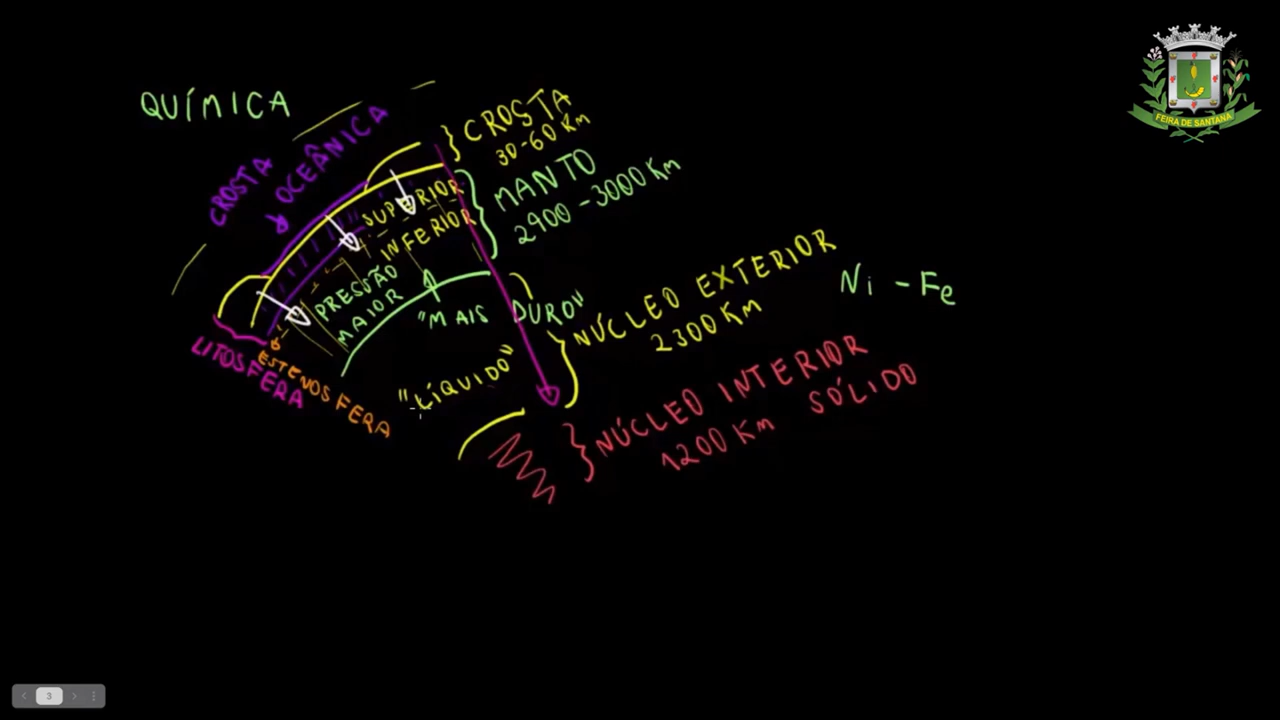 QUÍMICA
CROSTA
OCEÂNICA
CROSTA
30-60 Km
MANTO
2900-3000 Km
SUPERIOR
INFERIOR
PRESSÃO
MAIOR
"MAIS DURO"
LITOSFERA
ESTENOSFERA
"LÍQUIDO"
NÚCLEO EXTERIOR
2300 Km
Ni - Fe
NÚCLEO INTERIOR
1200 Km SÓLIDO
FEIRA DE SANTANA
3